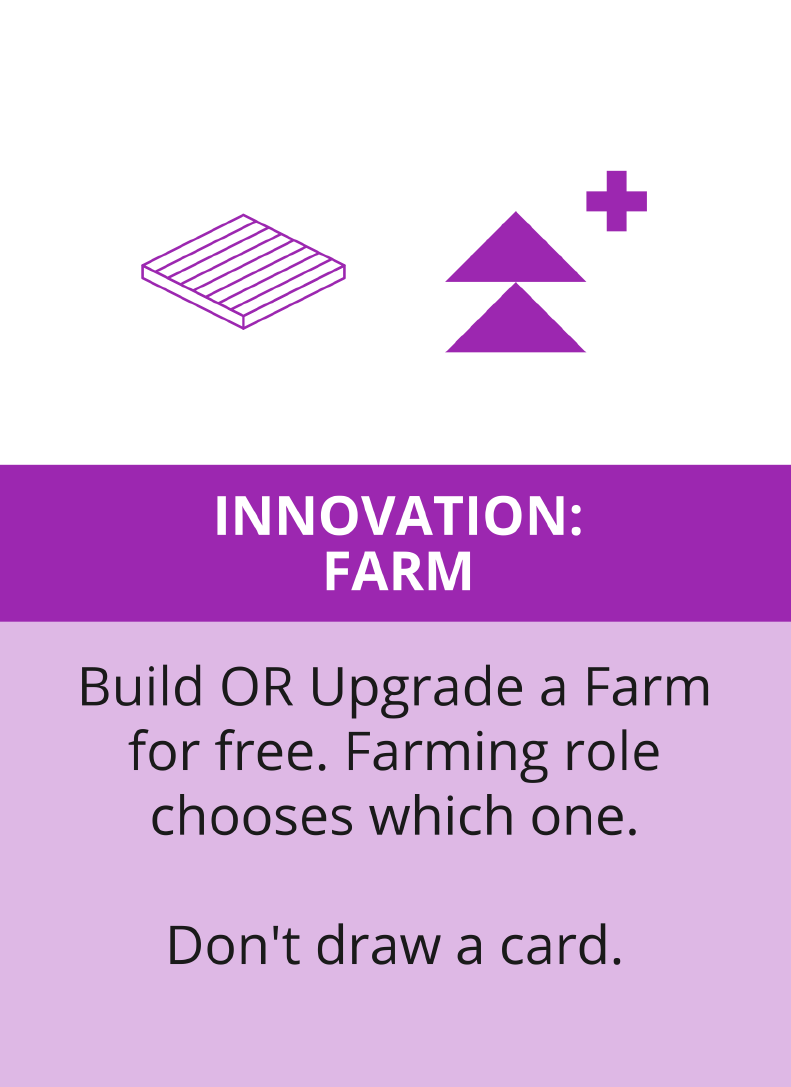 INNOVATION:
FARM
Build OR Upgrade a Farm
for free. Farming role
chooses which one.
Don't draw a card.